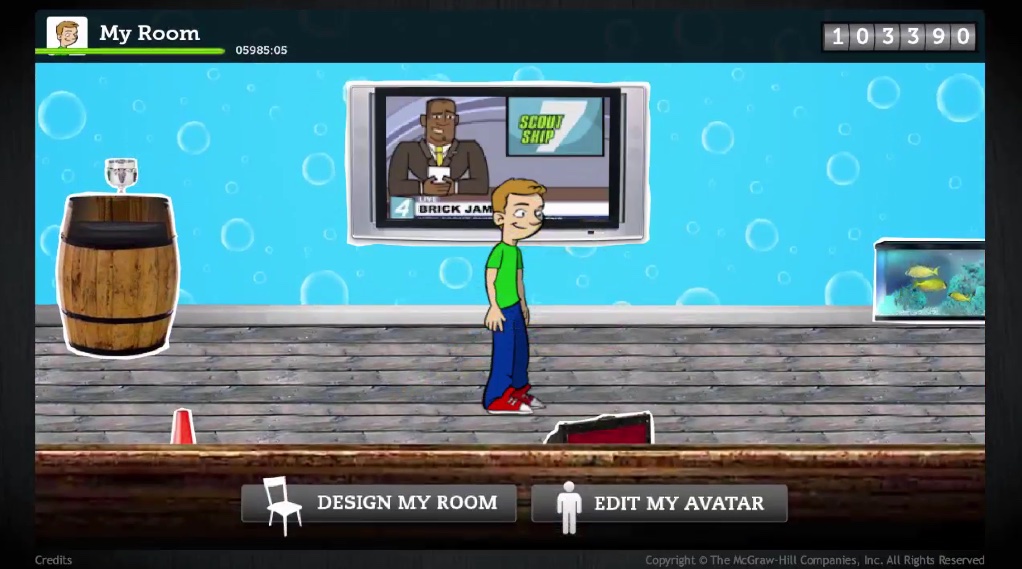 My Room
05985:05
103390
SCOUT
SHIP 7
LIVE
4 BRICK JAM
DESIGN MY ROOM
EDIT MY AVATAR
Credits
Copyright © The McGraw-Hill Companies, Inc. All Rights Reserved